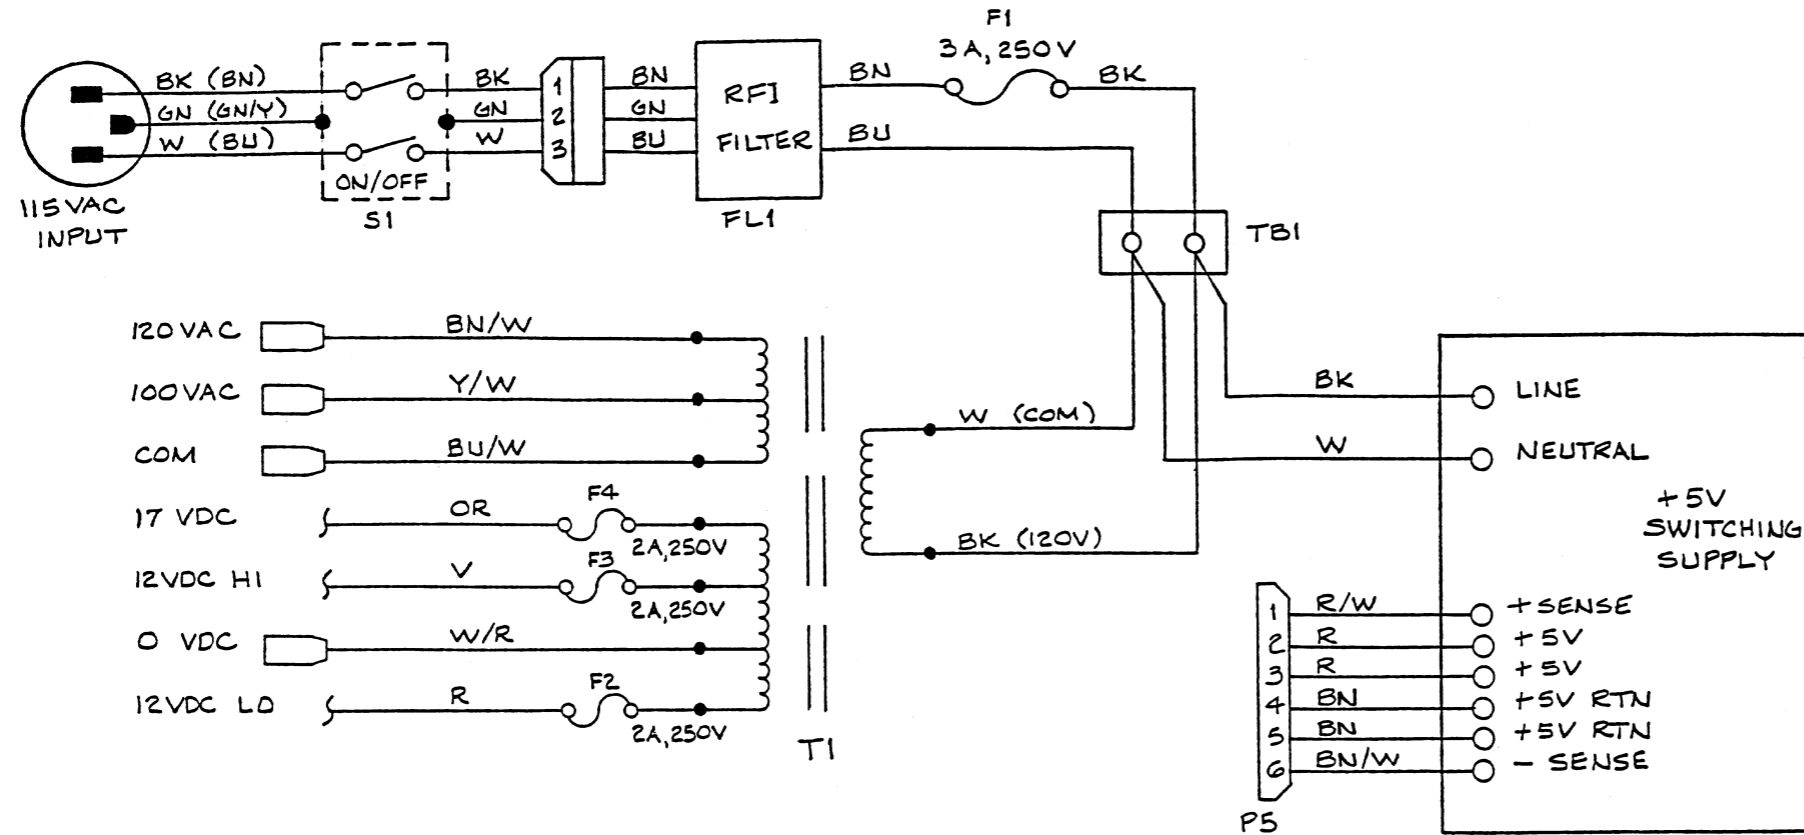 F1
3A, 250V
BK (BN)
GN (GN/Y)
W (BU)
115VAC
INPUT
ON/OFF
S1
BK
GN
W
1
2
3
BN
GN
BU
RFI
FILTER
FL1
BN
BU
BK
TB1
120VAC
BN/W
100VAC
Y/W
COM
BU/W
17 VDC
OR
F4
2A,250V
12VDC HI
V
F3
2A,250V
0 VDC
W/R
12VDC LO
R
F2
2A,250V
T1
W (COM)
BK (120V)
BK
LINE
W
NEUTRAL
+5V
SWITCHING
SUPPLY
1 R/W +SENSE
2 R +5V
3 R +5V
4 BN +5V RTN
5 BN +5V RTN
6 BN/W - SENSE
P5